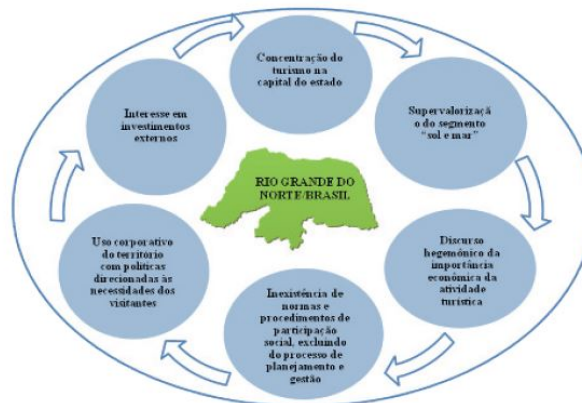 Concentração do
turismo na
capital do estado
Supervalorizaçã
o do segmento
"sol e mar"
Discurso
hegemónico da
importância
económica da
atividade
turística
Inexistência de
normas e
procedimentos de
participação
social, excluindo
do processo de
planejamento e
gestão
Uso corporativo
do território
com políticas
direcionadas às
necessidades dos
visitantes
Interesse em
investimentos
externos
RIO GRANDE DO
NORTE/BRASIL